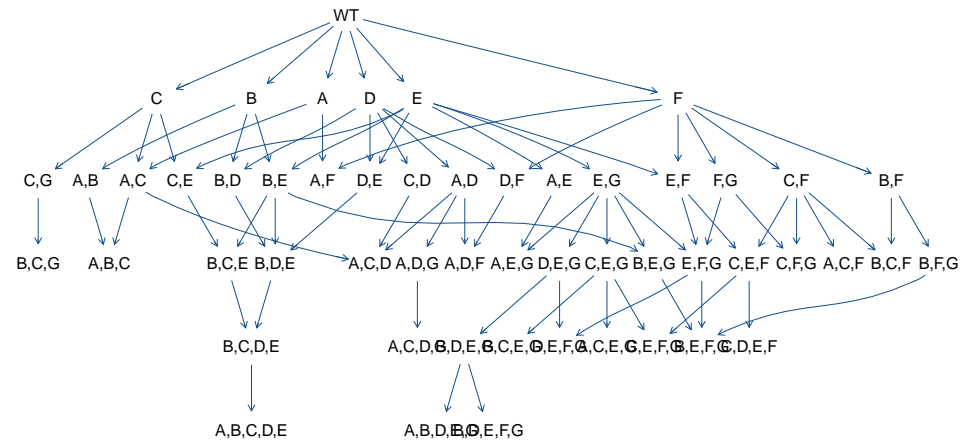 WT
C B A D E F
C,G A,B A,C C,E B,D B,E A,F D,E C,D A,D D,F A,E E,G E,F F,G C,F B,F
B,C,G A,B,C B,C,E B,D,E A,C,D A,D,G A,D,F A,E,G D,E,G C,E,G B,E,G E,F,G C,E,F C,F,G A,C,F B,C,F B,F,G
B,C,D,E A,C,D,G B,D,E,G B,C,E,G D,E,F,G A,C,E,G C,E,F,G B,E,F,G C,D,E,F
A,B,C,D,E A,B,D,E,G B,D,E,F,G